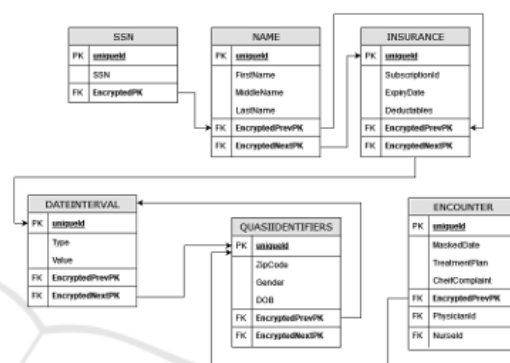 SSN
PK uniqueId
SSN
FK EncryptedPK
NAME
PK uniqueId
FirstName
MiddleName
LastName
FK EncryptedPrevPK
FK EncryptedNextPK
INSURANCE
PK uniqueId
SubscriptionId
ExpiryDate
Deductables
FK EncryptedPrevPK
FK EncryptedNextPK
DATEINTERVAL
PK uniqueId
Type
Value
FK EncryptedPrevPK
FK EncryptedNextPK
QUASIIDENTIFIERS
PK uniqueId
ZipCode
Gender
DOB
FK EncryptedPrevPK
FK EncryptedNextPK
ENCOUNTER
PK uniqueId
MaskedDate
TreatmentPlan
CheifComplaint
FK EncryptedPrevPK
FK PhysicianId
FK NurseId